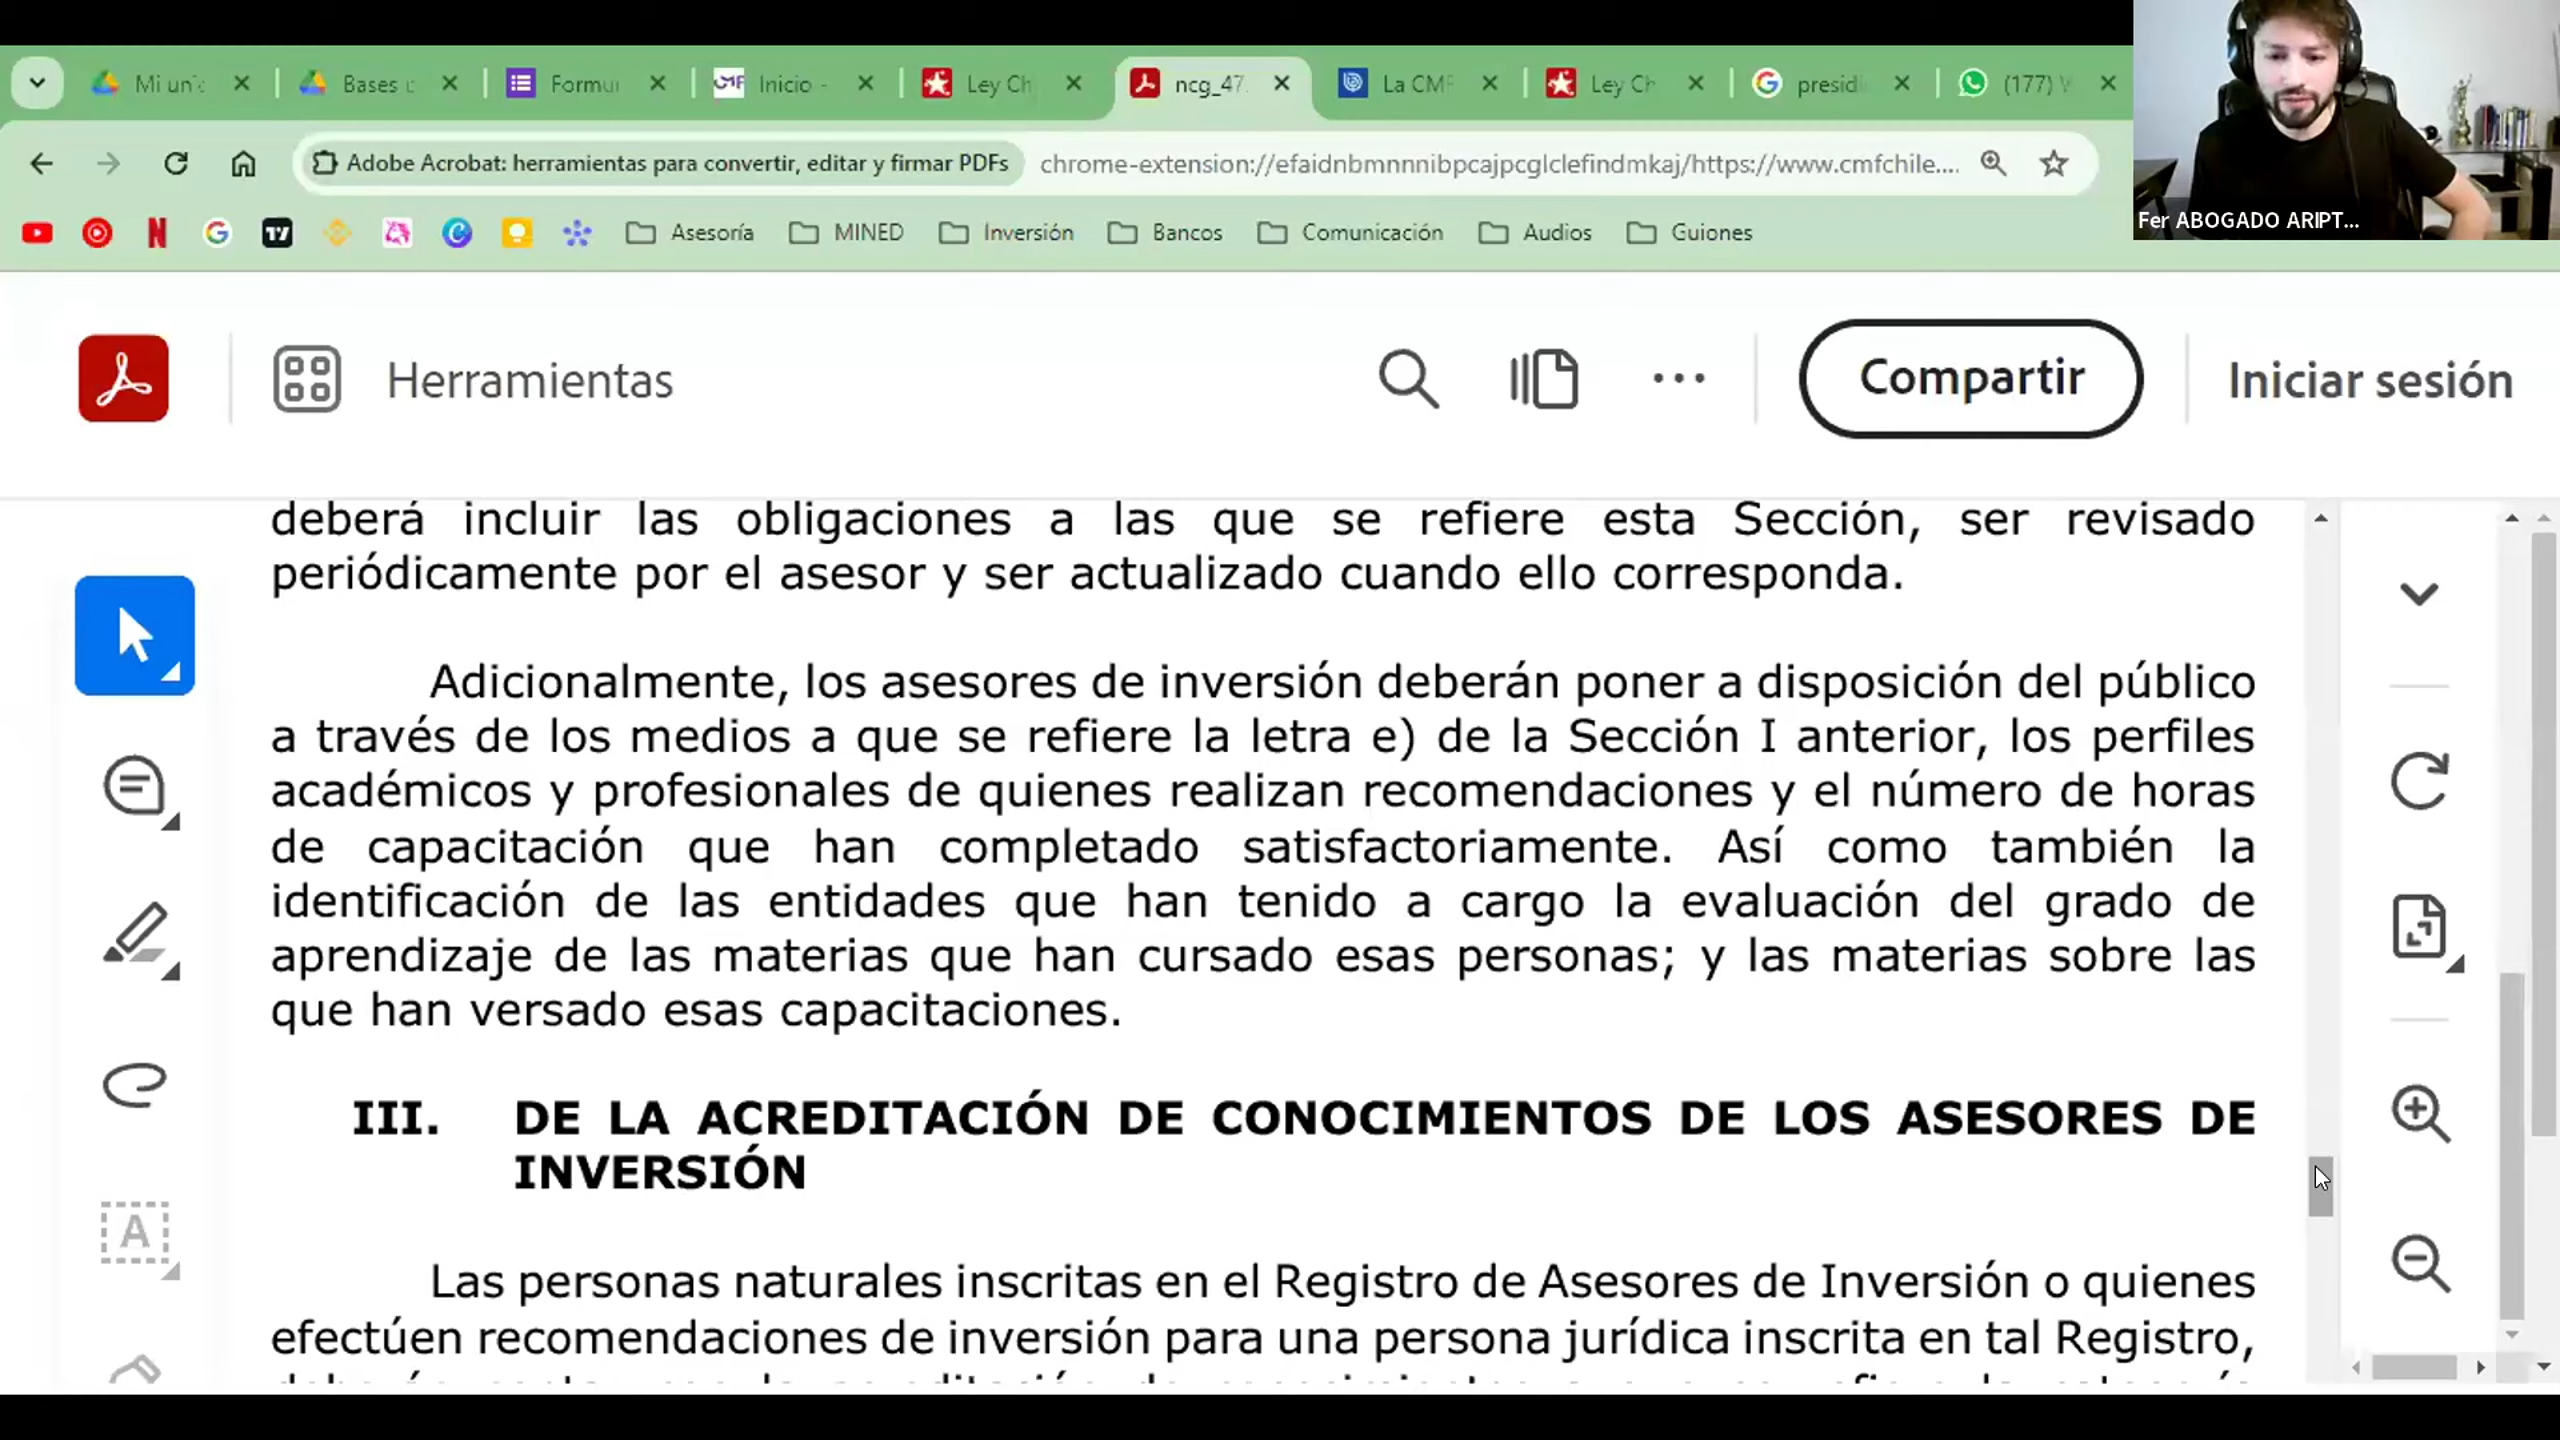 Mi uni
Bases
Formu
CMF Inicio -
Ley Ch
ncg_47
La CMF
Ley Ch
presid
(177) W
Adobe Acrobat: herramientas para convertir, editar y firmar PDFs
chrome-extension://efaidnbmnnnibpcajpcglclefindmkaj/https://www.cmfchile....
Asesoría
MINED
Inversión
Bancos
Comunicación
Audios
Guiones
Fer ABOGADO ARIPT...
Herramientas
Compartir
Iniciar sesión
deberá incluir las obligaciones a las que se refiere esta Sección, ser revisado
periódicamente por el asesor y ser actualizado cuando ello corresponda.
Adicionalmente, los asesores de inversión deberán poner a disposición del público
a través de los medios a que se refiere la letra e) de la Sección I anterior, los perfiles
académicos y profesionales de quienes realizan recomendaciones y el número de horas
de capacitación que han completado satisfactoriamente. Así como también la
identificación de las entidades que han tenido a cargo la evaluación del grado de
aprendizaje de las materias que han cursado esas personas; y las materias sobre las
que han versado esas capacitaciones.
III. DE LA ACREDITACIÓN DE CONOCIMIENTOS DE LOS ASESORES DE
INVERSIÓN
Las personas naturales inscritas en el Registro de Asesores de Inversión o quienes
efectúen recomendaciones de inversión para una persona jurídica inscrita en tal Registro,